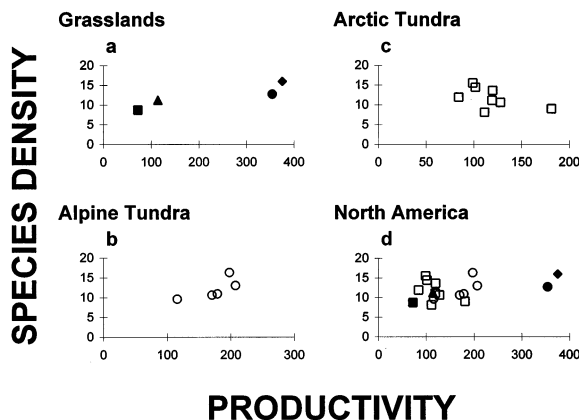 Grasslands
a
20
15
10
5
0
0 100 200 300 400
Arctic Tundra
c
20
15
10
5
0
0 50 100 150 200
Alpine Tundra
b
20
15
10
5
0
0 100 200 300
North America
d
20
15
10
5
0
0 100 200 300 400
SPECIES DENSITY
PRODUCTIVITY